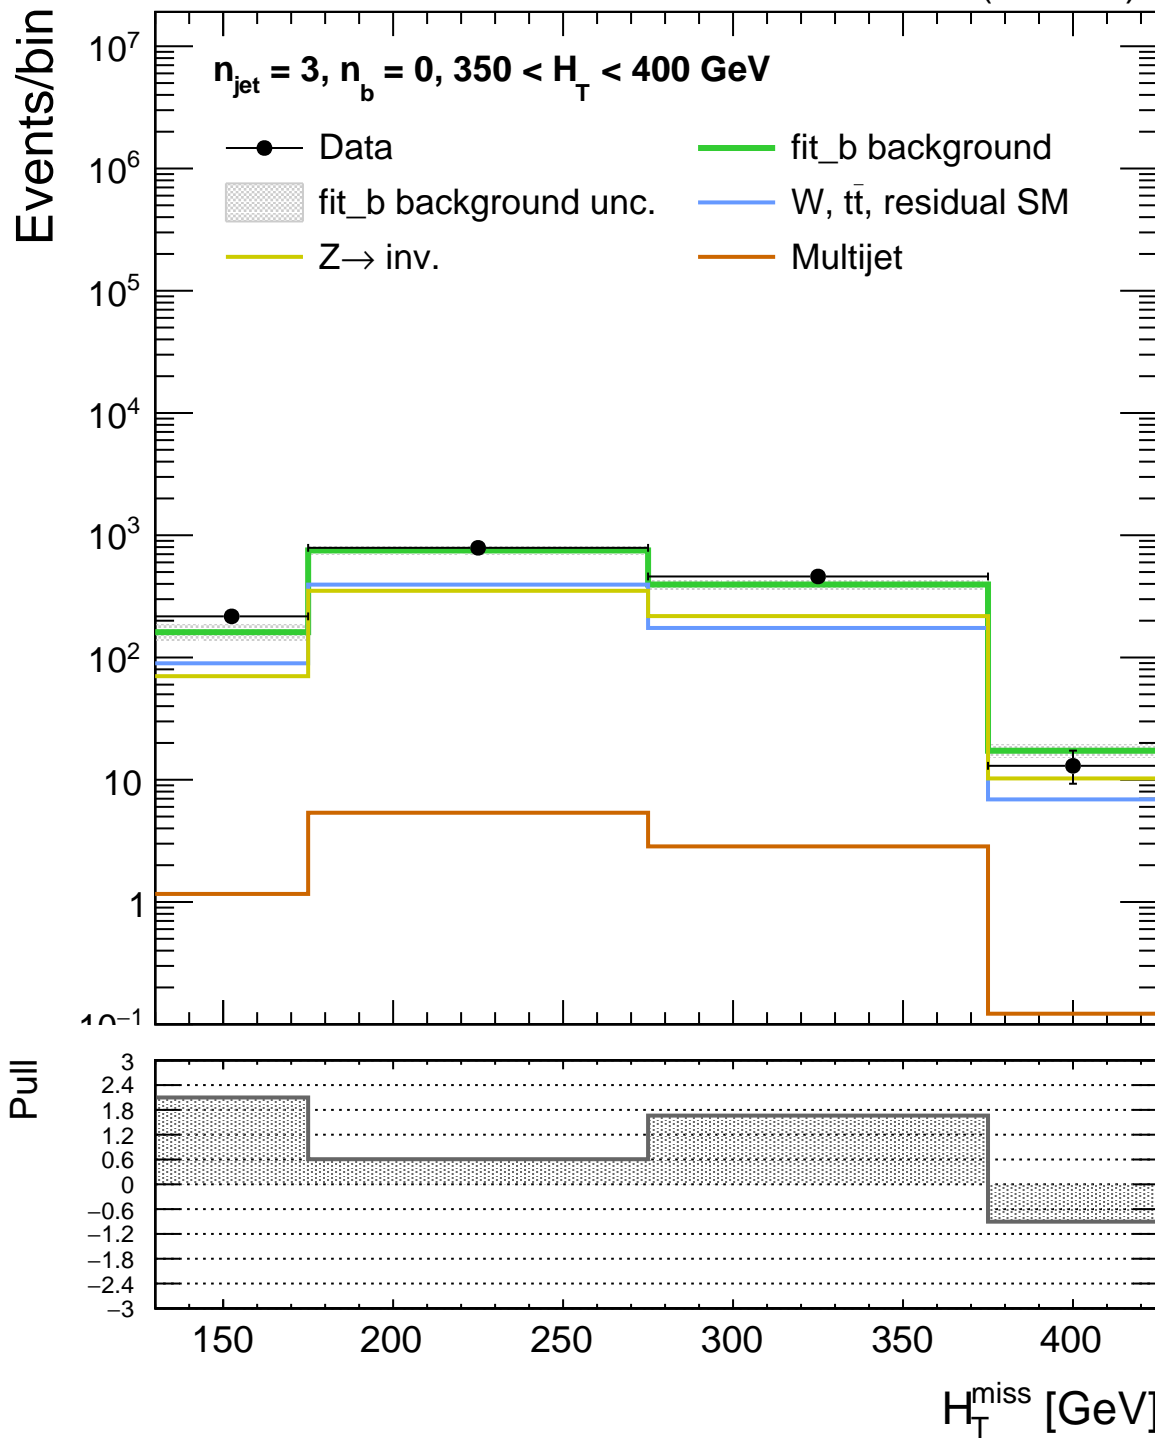 n_jet = 3, n_b = 0, 350 < H_T < 400 GeV
Data
fit_b background
fit_b background unc.
W, tt̄, residual SM
Z→ inv.
Multijet
Events/bin
10^7
10^6
10^5
10^4
10^3
10^2
10
1
10^−1
Pull
3
2.4
1.8
1.2
0.6
0
−0.6
−1.2
−1.8
−2.4
−3
150 200 250 300 350 400
H_T^miss [GeV]